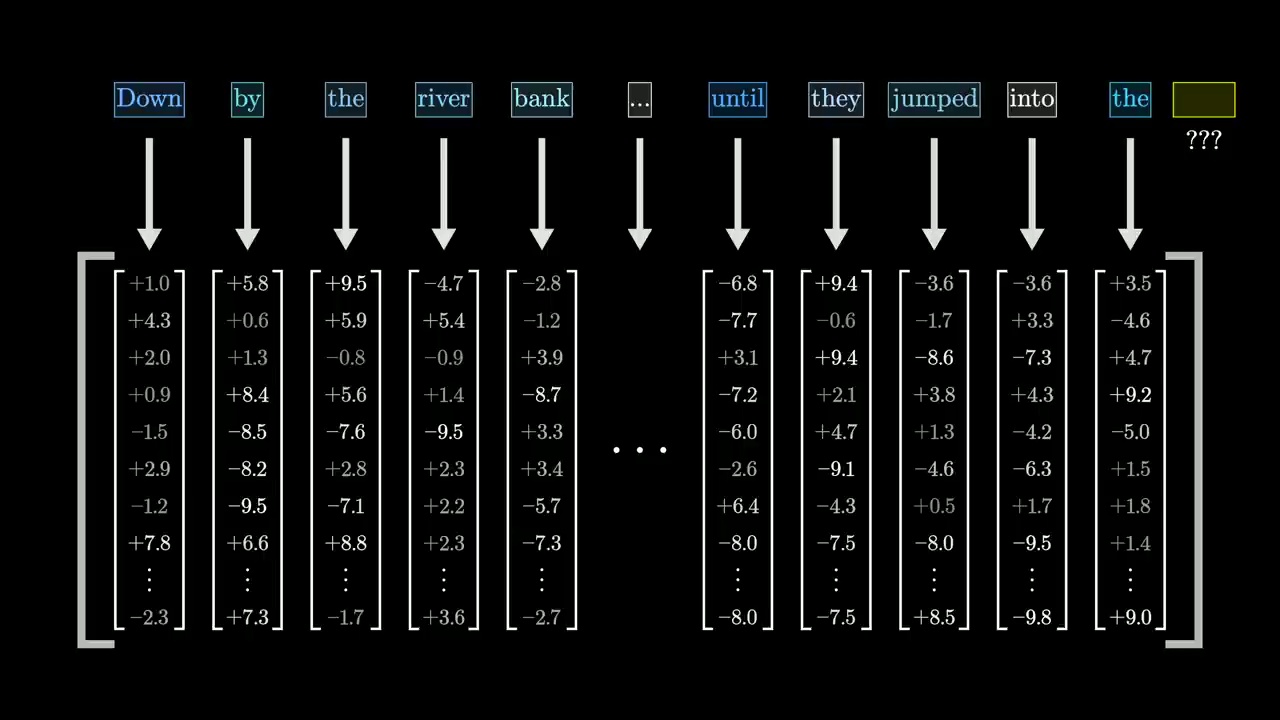 Down by the river bank ... until they jumped into the
???
+1.0 +5.8 +9.5 −4.7 −2.8 −6.8 +9.4 −3.6 −3.6 +3.5
+4.3 +0.6 +5.9 +5.4 −1.2 −7.7 −0.6 −1.7 +3.3 −4.6
+2.0 +1.3 −0.8 −0.9 +3.9 +3.1 +9.4 −8.6 −7.3 +4.7
+0.9 +8.4 +5.6 +1.4 −8.7 −7.2 +2.1 +3.8 +4.3 +9.2
−1.5 −8.5 −7.6 −9.5 +3.3 ... −6.0 +4.7 +1.3 −4.2 −5.0
+2.9 −8.2 +2.8 +2.3 +3.4 −2.6 −9.1 −4.6 −6.3 +1.5
−1.2 −9.5 −7.1 +2.2 −5.7 +6.4 −4.3 +0.5 +1.7 +1.8
+7.8 +6.6 +8.8 +2.3 −7.3 −8.0 −7.5 −8.0 −9.5 +1.4
⋮ ⋮ ⋮ ⋮ ⋮ ⋮ ⋮ ⋮ ⋮ ⋮
−2.3 +7.3 −1.7 +3.6 −2.7 −8.0 −7.5 +8.5 −9.8 +9.0